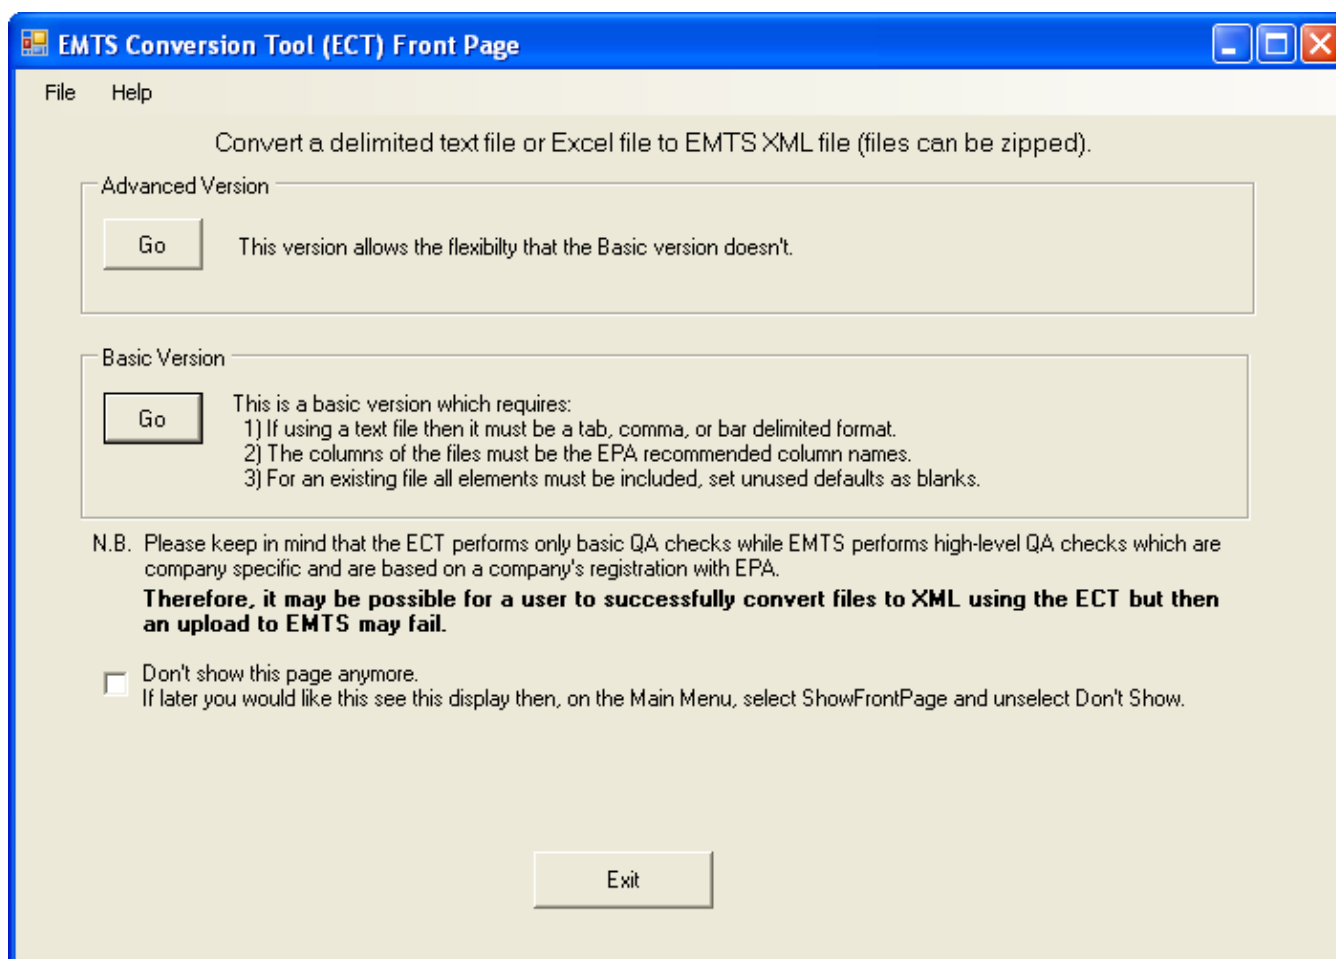 EMTS Conversion Tool (ECT) Front Page
File Help
Convert a delimited text file or Excel file to EMTS XML file (files can be zipped).
Advanced Version
Go
This version allows the flexibilty that the Basic version doesn't.
Basic Version
Go
This is a basic version which requires:
1) If using a text file then it must be a tab, comma, or bar delimited format.
2) The columns of the files must be the EPA recommended column names.
3) For an existing file all elements must be included, set unused defaults as blanks.
N.B. Please keep in mind that the ECT performs only basic QA checks while EMTS performs high-level QA checks which are
company specific and are based on a company's registration with EPA.
Therefore, it may be possible for a user to successfully convert files to XML using the ECT but then
an upload to EMTS may fail.
Don't show this page anymore.
If later you would like this see this display then, on the Main Menu, select ShowFrontPage and unselect Don't Show.
Exit